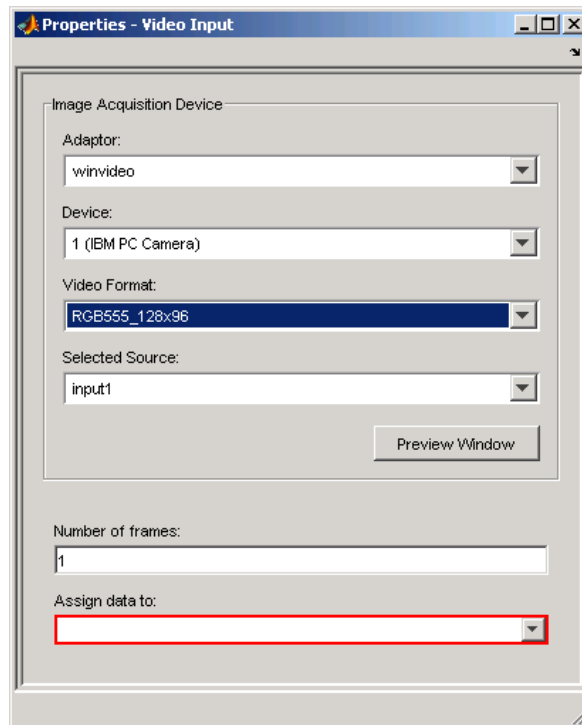 Properties - Video Input
Image Acquisition Device
Adaptor:
winvideo
Device:
1 (IBM PC Camera)
Video Format:
RGB555_128x96
Selected Source:
input1
Preview Window
Number of frames:
1
Assign data to: